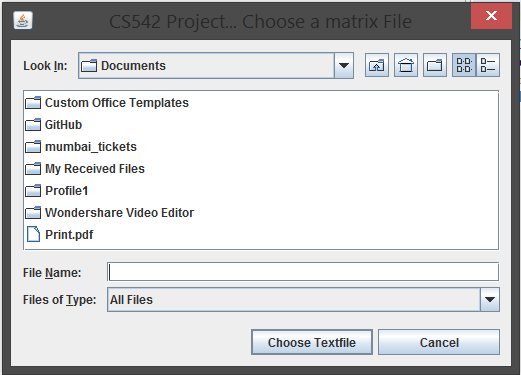 CS542 Project... Choose a matrix File
Look In: Documents
Custom Office Templates
GitHub
mumbai_tickets
My Received Files
Profile1
Wondershare Video Editor
Print.pdf
File Name:
Files of Type: All Files
Choose Textfile Cancel